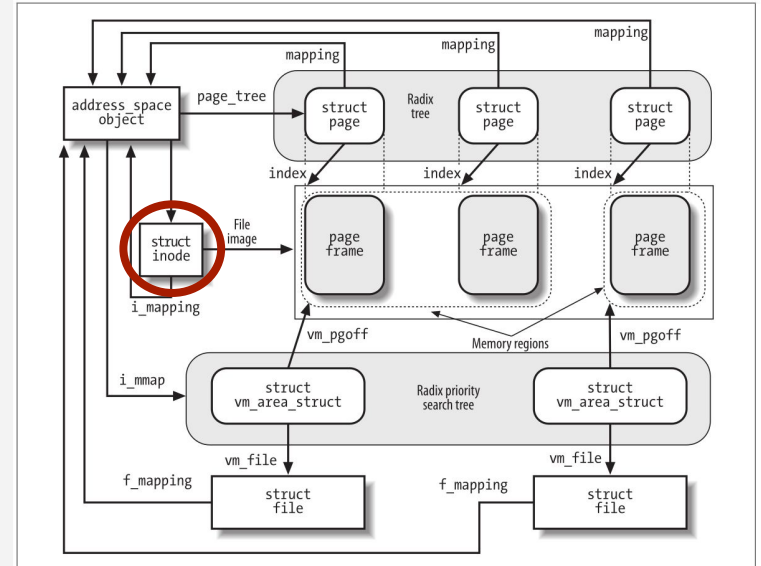 mapping
mapping
mapping
address_space
object
page_tree
struct
page
Radix
tree
struct
page
struct
page
index
index
index
struct
inode
File
image
page
frame
page
frame
page
frame
i_mapping
vm_pgoff
Memory regions
vm_pgoff
i_mmap
struct
vm_area_struct
Radix priority
search tree
struct
vm_area_struct
vm_file
vm_file
f_mapping
struct
file
f_mapping
struct
file